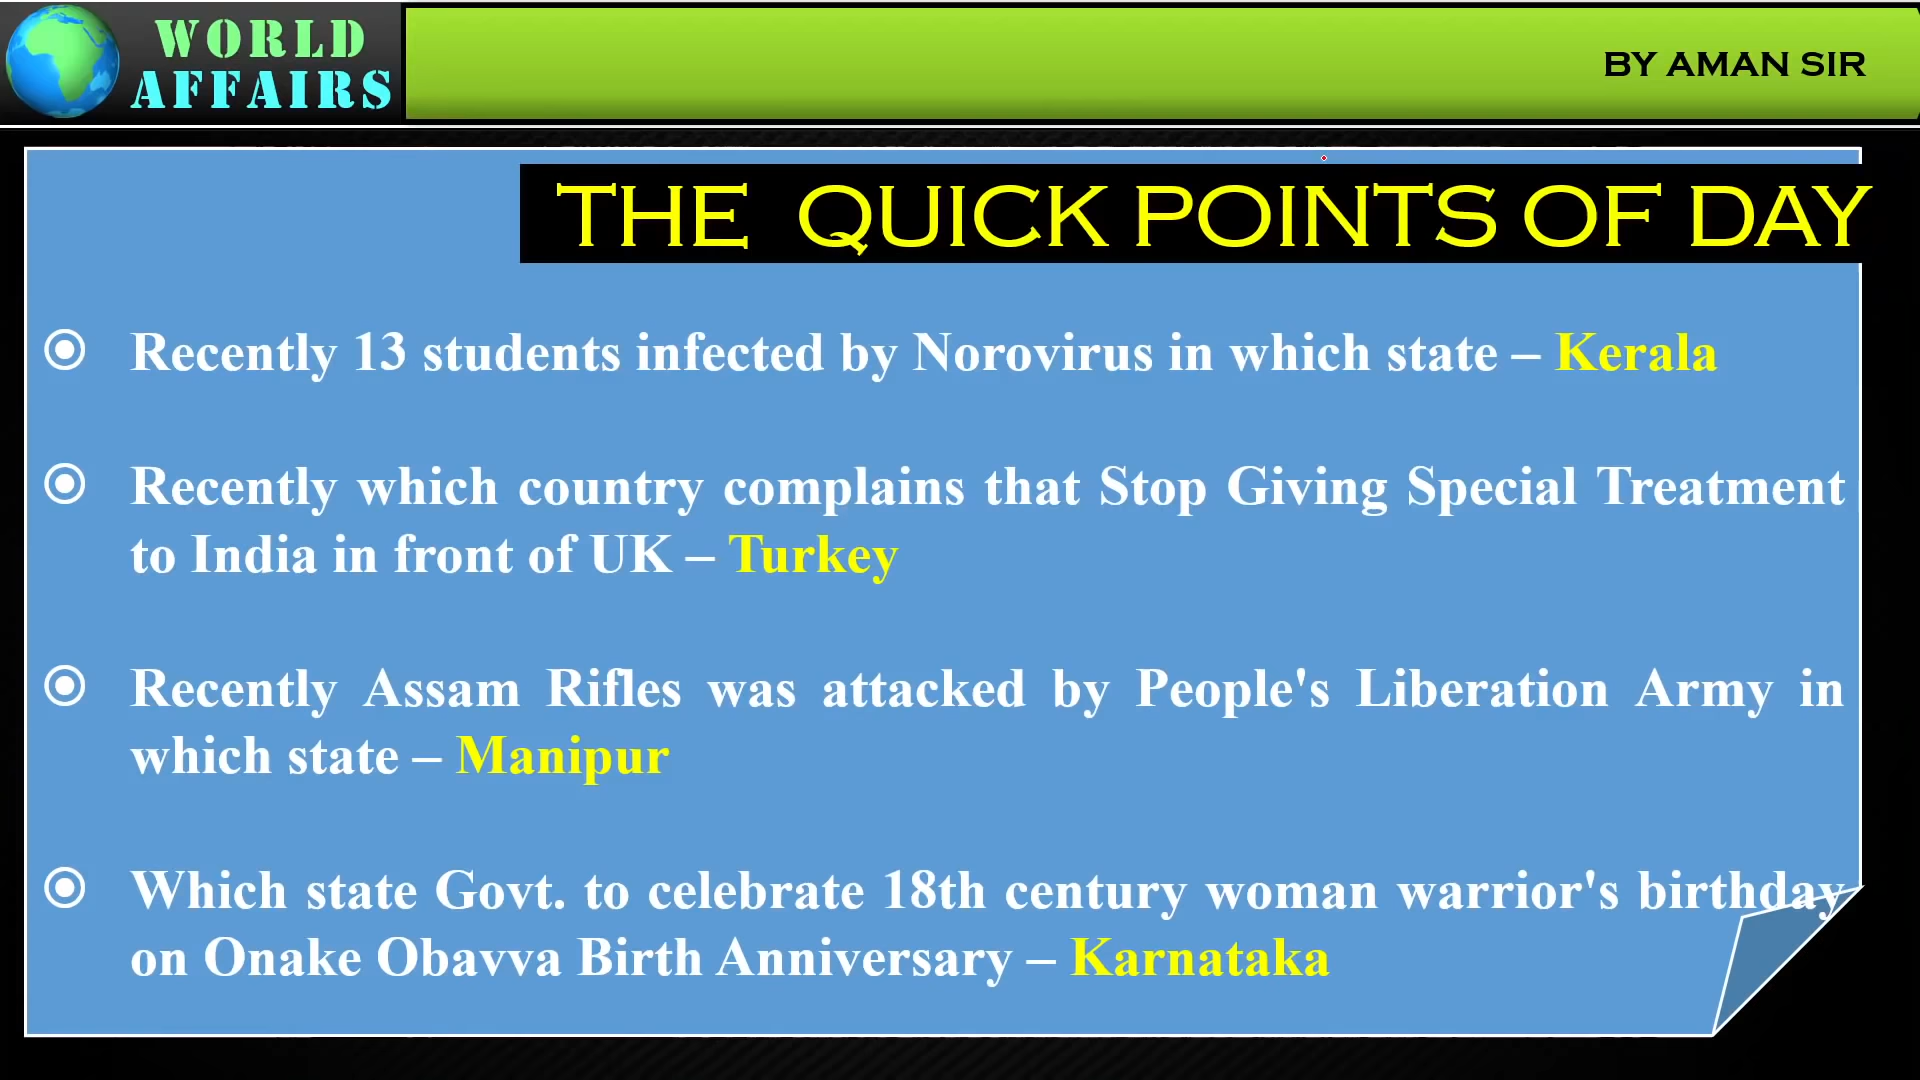 WORLD
AFFAIRS
BY AMAN SIR
THE QUICK POINTS OF DAY
Recently 13 students infected by Norovirus in which state – Kerala
Recently which country complains that Stop Giving Special Treatment
to India in front of UK – Turkey
Recently Assam Rifles was attacked by People's Liberation Army in
which state – Manipur
Which state Govt. to celebrate 18th century woman warrior's birthday
on Onake Obavva Birth Anniversary – Karnataka